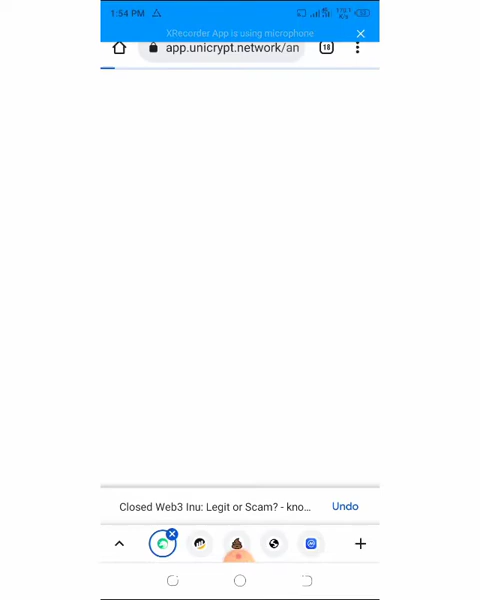 1:54 PM
XRecorder App is using microphone
app.unicrypt.network/an
18
Closed Web3 Inu: Legit or Scam? - kno...
Undo